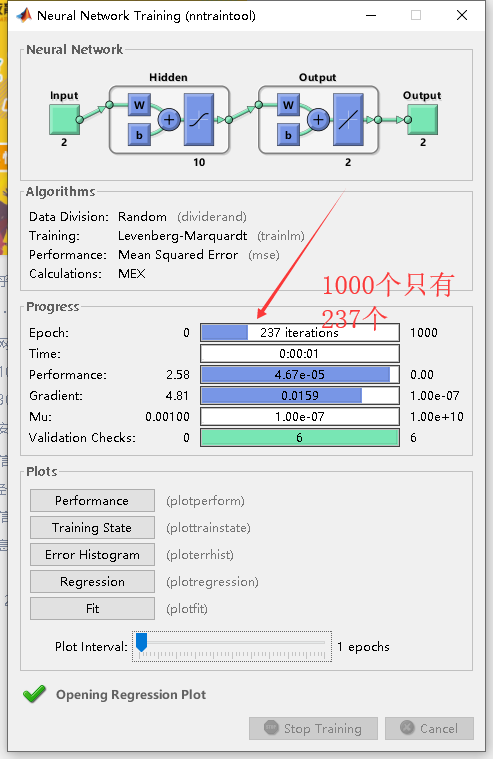 Neural Network Training (nntraintool)
Neural Network
Hidden
Output
Input
Output
W
b
W
b
2
10
2
2
Algorithms
Data Division: Random (dividerand)
Training: Levenberg-Marquardt (trainlm)
Performance: Mean Squared Error (mse)
Calculations: MEX
1000个只有
237个
Progress
Epoch: 0 237 iterations 1000
Time: 0:00:01
Performance: 2.58 4.67e-05 0.00
Gradient: 4.81 0.0159 1.00e-07
Mu: 0.00100 1.00e-07 1.00e+10
Validation Checks: 0 6 6
Plots
Performance (plotperform)
Training State (plottrainstate)
Error Histogram (ploterrhist)
Regression (plotregression)
Fit (plotfit)
Plot Interval: 1 epochs
Opening Regression Plot
Stop Training Cancel